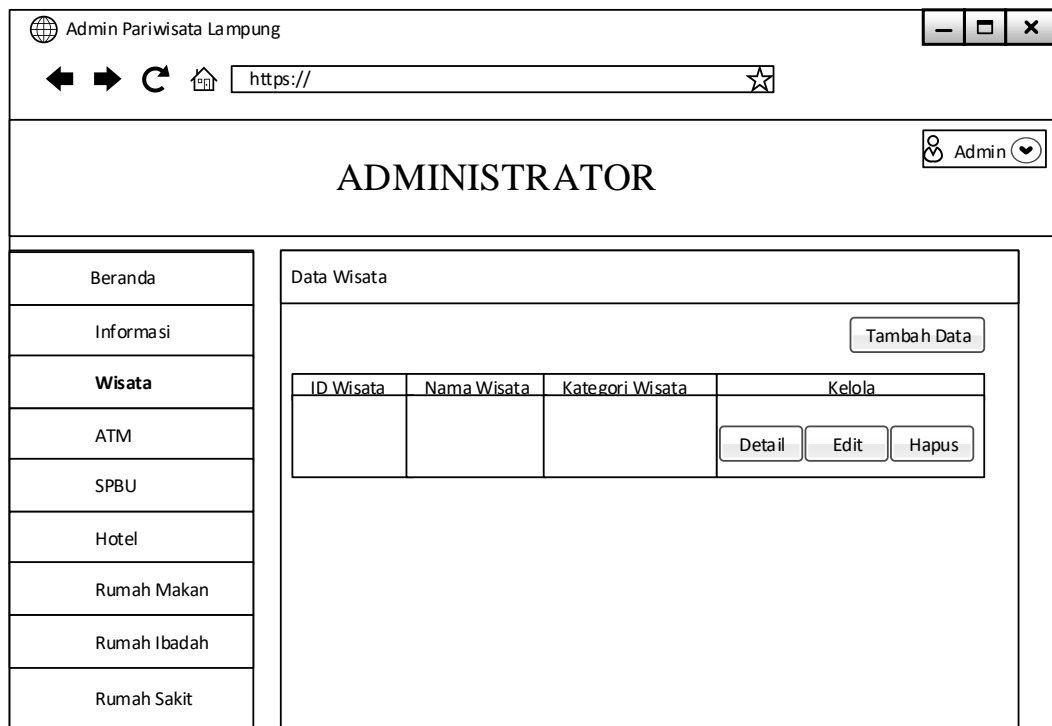 Admin Pariwisata Lampung
https://
ADMINISTRATOR
Admin
Beranda
Informasi
Wisata
ATM
SPBU
Hotel
Rumah Makan
Rumah Ibadah
Rumah Sakit
Data Wisata
Tambah Data
ID Wisata Nama Wisata Kategori Wisata Kelola
Detail Edit Hapus